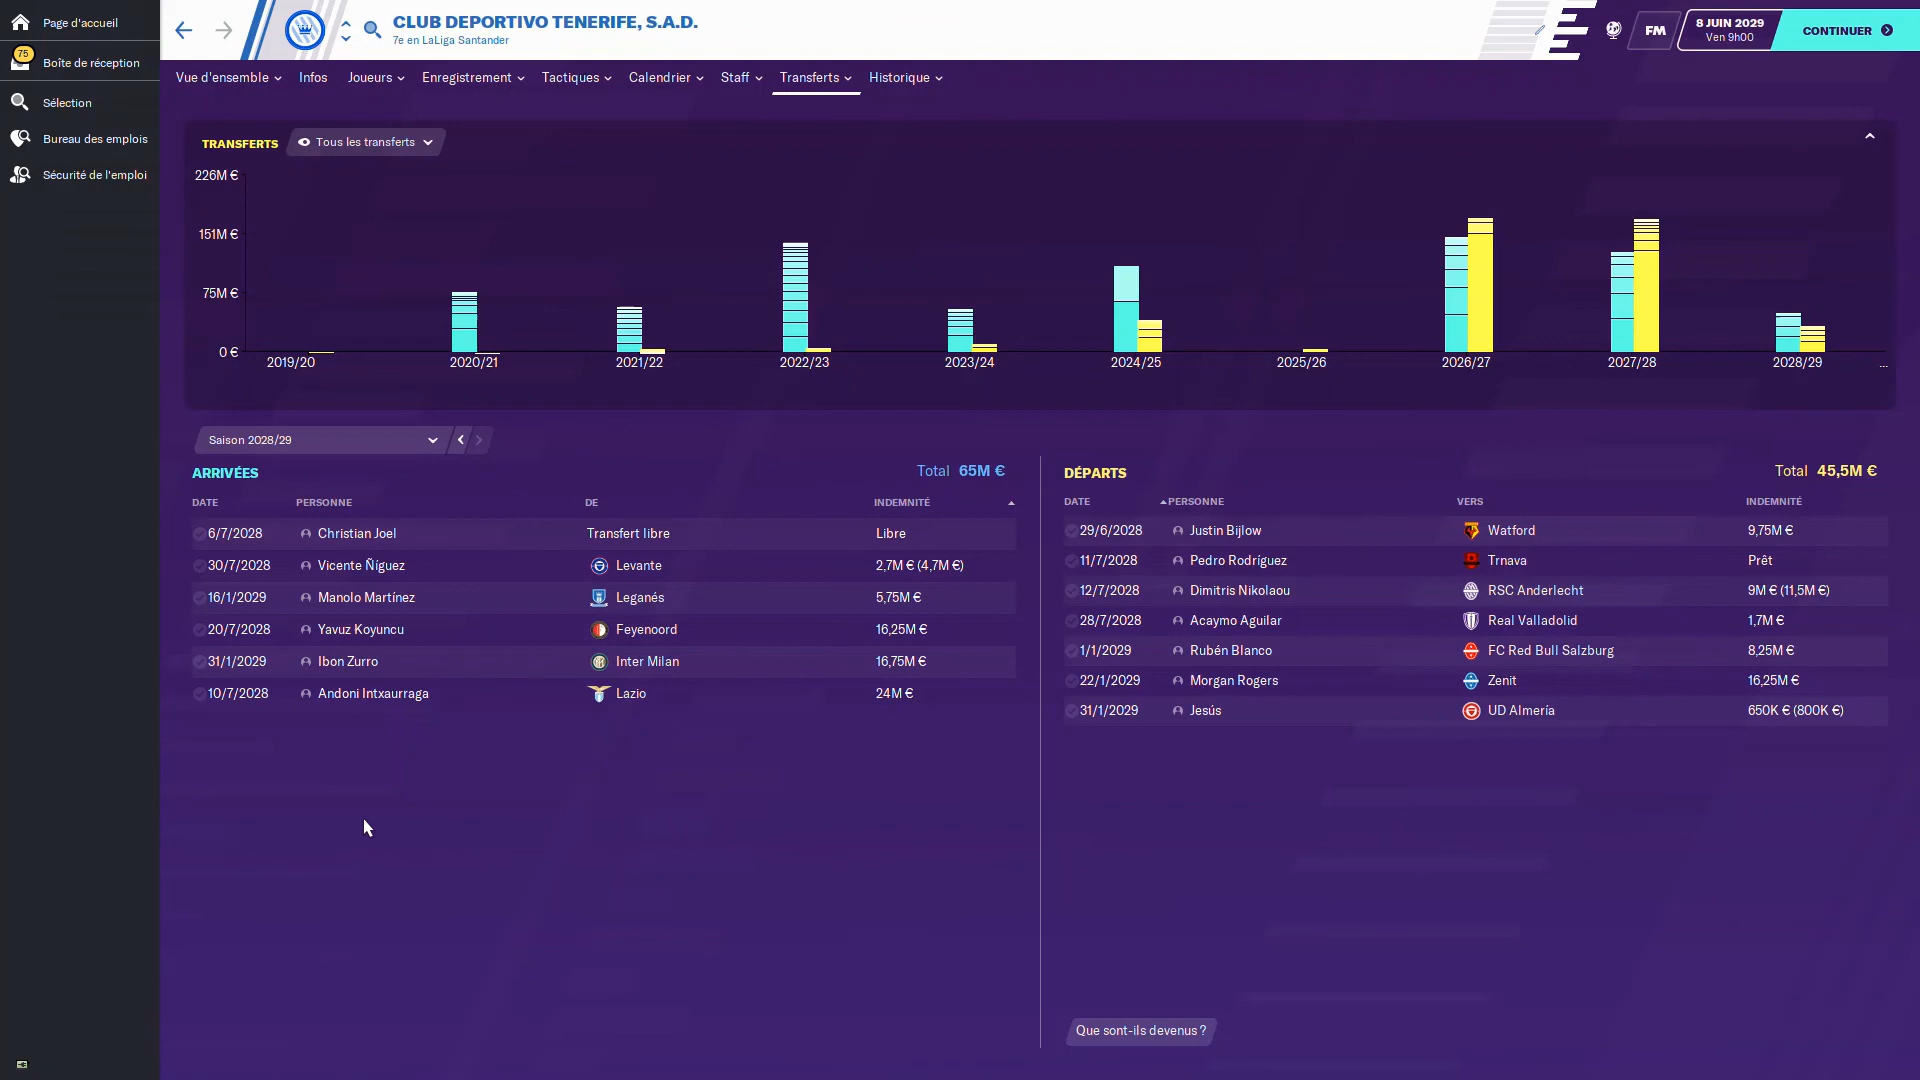 Page d'accueil
75
Boîte de réception
Sélection
Bureau des emplois
Sécurité de l'emploi
CLUB DEPORTIVO TENERIFE, S.A.D.
7e en LaLiga Santander
FM
8 JUIN 2029
Ven 9h00
CONTINUER
Vue d'ensemble
Infos
Joueurs
Enregistrement
Tactiques
Calendrier
Staff
Transferts
Historique
TRANSFERTS
Tous les transferts
226M €
151M €
75M €
0 €
2019/20
2020/21
2021/22
2022/23
2023/24
2024/25
2025/26
2026/27
2027/28
2028/29
...
Saison 2028/29
ARRIVÉES
Total 65M €
DATE PERSONNE DE INDEMNITÉ
6/7/2028 Christian Joel Transfert libre Libre
30/7/2028 Vicente Ñíguez Levante 2,7M € (4,7M €)
16/1/2029 Manolo Martínez Leganés 5,75M €
20/7/2028 Yavuz Koyuncu Feyenoord 16,25M €
31/1/2029 Ibon Zurro Inter Milan 16,75M €
10/7/2028 Andoni Intxaurraga Lazio 24M €
DÉPARTS
Total 45,5M €
DATE PERSONNE VERS INDEMNITÉ
29/6/2028 Justin Bijlow Watford 9,75M €
11/7/2028 Pedro Rodríguez Trnava Prêt
12/7/2028 Dimitris Nikolaou RSC Anderlecht 9M € (11,5M €)
28/7/2028 Acaymo Aguilar Real Valladolid 1,7M €
1/1/2029 Rubén Blanco FC Red Bull Salzburg 8,25M €
22/1/2029 Morgan Rogers Zenit 16,25M €
31/1/2029 Jesús UD Almería 650K € (800K €)
Que sont-ils devenus ?